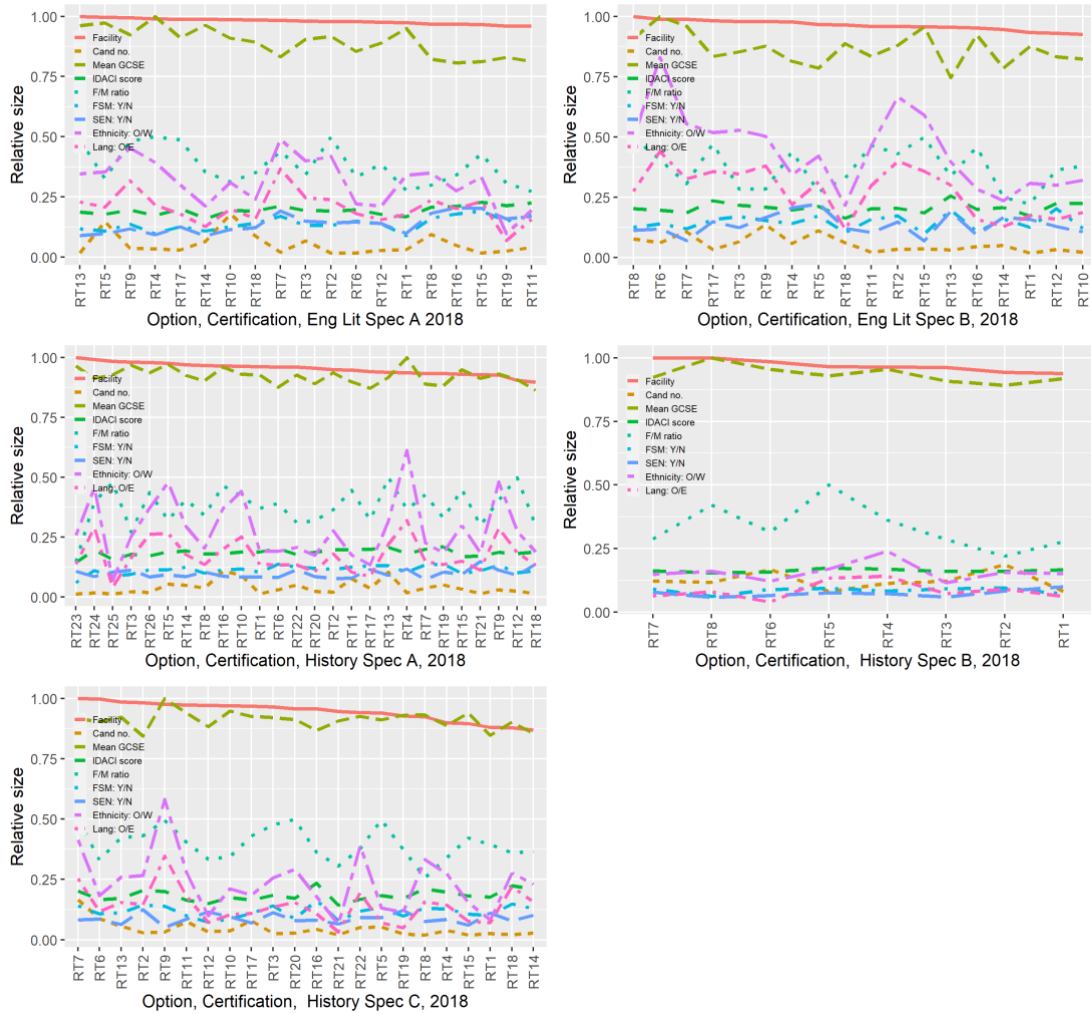 Relative size
1.00
0.75
0.50
0.25
0.00
Facility
Cand no.
Mean GCSE
IDACI score
F/M ratio
FSM: Y/N
SEN: Y/N
Ethnicity: O/W
Lang: O/E
RT13 RT5 RT9 RT4 RT17 RT14 RT10 RT18 RT7 RT3 RT2 RT6 RT12 RT1 RT8 RT16 RT15 RT19 RT11
Option, Certification, Eng Lit Spec A 2018
Relative size
1.00
0.75
0.50
0.25
0.00
Facility
Cand no.
Mean GCSE
IDACI score
F/M ratio
FSM: Y/N
SEN: Y/N
Ethnicity: O/W
Lang: O/E
RT8 RT6 RT7 RT17 RT3 RT9 RT4 RT5 RT18 RT11 RT2 RT15 RT13 RT16 RT14 RT1 RT12 RT10
Option, Certification, Eng Lit Spec B, 2018
Relative size
1.00
0.75
0.50
0.25
0.00
Facility
Cand no.
Mean GCSE
IDACI score
F/M ratio
FSM: Y/N
SEN: Y/N
Ethnicity: O/W
Lang: O/E
RT23 RT24 RT25 RT3 RT26 RT5 RT14 RT8 RT16 RT10 RT1 RT6 RT22 RT20 RT2 RT11 RT17 RT13 RT4 RT7 RT19 RT15 RT21 RT9 RT12 RT18
Option, Certification, History Spec A, 2018
Relative size
1.00
0.75
0.50
0.25
0.00
Facility
Cand no.
Mean GCSE
IDACI score
F/M ratio
FSM: Y/N
SEN: Y/N
Ethnicity: O/W
Lang: O/E
RT7 RT8 RT6 RT5 RT4 RT3 RT2 RT1
Option, Certification, History Spec B, 2018
Relative size
1.00
0.75
0.50
0.25
0.00
Facility
Cand no.
Mean GCSE
IDACI score
F/M ratio
FSM: Y/N
SEN: Y/N
Ethnicity: O/W
Lang: O/E
RT7 RT6 RT13 RT2 RT9 RT11 RT12 RT10 RT17 RT3 RT20 RT16 RT21 RT22 RT5 RT19 RT8 RT4 RT15 RT1 RT18 RT14
Option, Certification, History Spec C, 2018